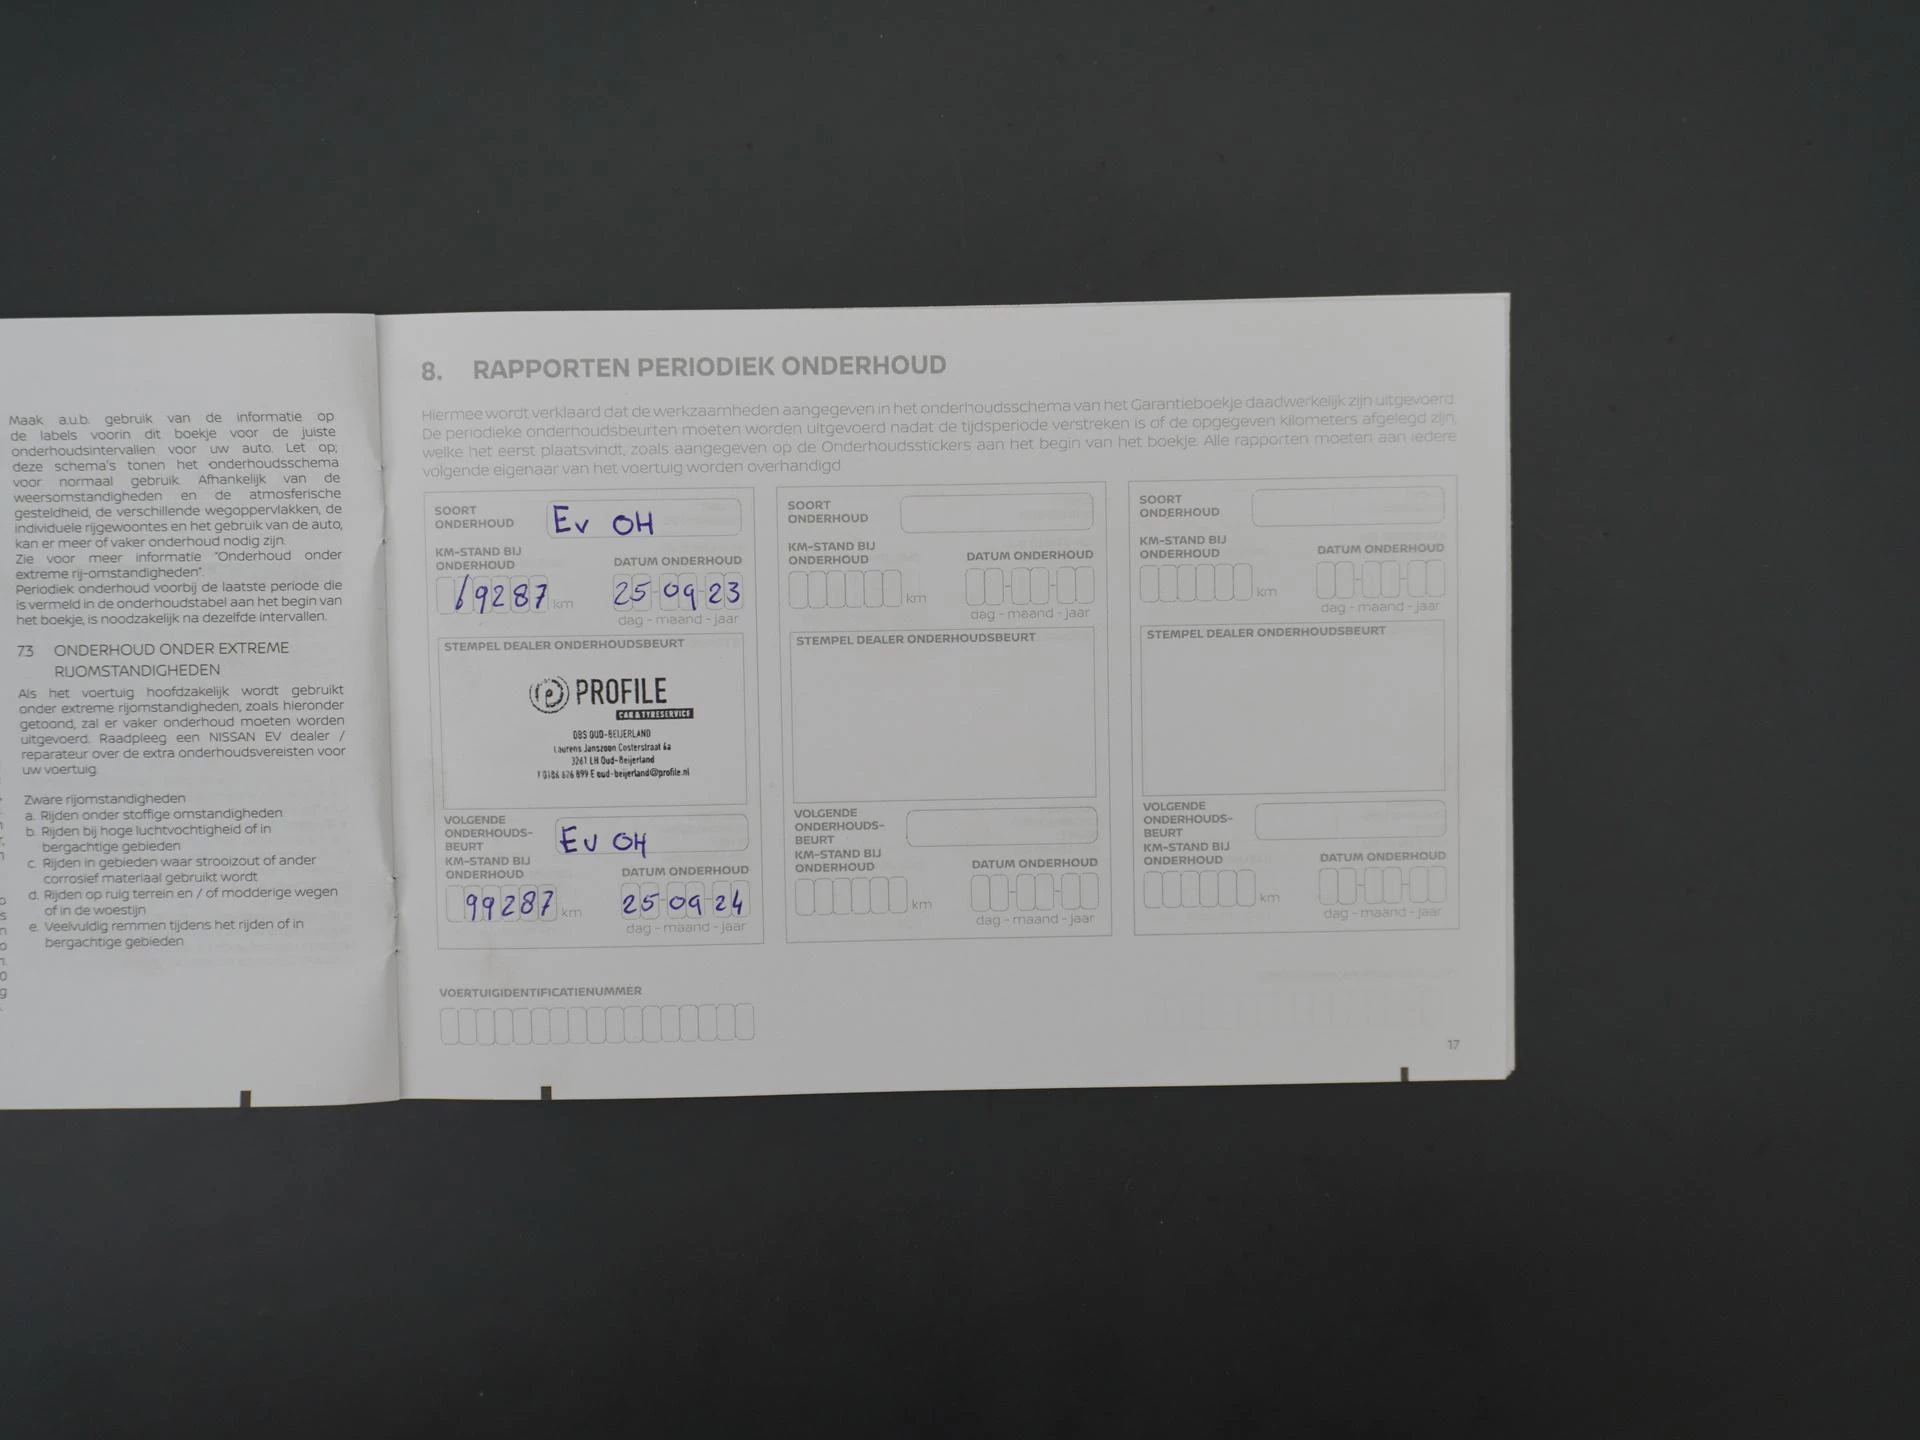 Maak a.u.b. gebruik van de informatie op
de labels voorin dit boekje voor de juiste
onderhoudsintervallen voor uw auto. Let op;
deze schema's tonen het onderhoudsschema
voor normaal gebruik. Afhankelijk van de
weersomstandigheden en de atmosferische
gesteldheid, de verschillende wegoppervlakken, de
individuele rijgewoontes en het gebruik van de auto,
kan er meer of vaker onderhoud nodig zijn.
Zie voor meer informatie "Onderhoud onder
extreme rij-omstandigheden".
Periodiek onderhoud voorbij de laatste periode die
is vermeld in de onderhoudstabel aan het begin van
het boekje, is noodzakelijk na dezelfde intervallen.
73 ONDERHOUD ONDER EXTREME
RIJOMSTANDIGHEDEN
Als het voertuig hoofdzakelijk wordt gebruikt
onder extreme rijomstandigheden, zoals hieronder
getoond, zal er vaker onderhoud moeten worden
uitgevoerd. Raadpleeg een NISSAN EV dealer /
reparateur over de extra onderhoudsvereisten voor
uw voertuig.
Zware rijomstandigheden
a. Rijden onder stoffige omstandigheden
b. Rijden bij hoge luchtvochtigheid of in
bergachtige gebieden
c. Rijden in gebieden waar strooizout of ander
corrosief materiaal gebruikt wordt
d. Rijden op ruig terrein en / of modderige wegen
of in de woestijn
e. Veelvuldig remmen tijdens het rijden of in
bergachtige gebieden
8. RAPPORTEN PERIODIEK ONDERHOUD
Hiermee wordt verklaard dat de werkzaamheden aangegeven in het onderhoudsschema van het Garantieboekje daadwerkelijk zijn uitgevoerd.
De periodieke onderhoudsbeurten moeten worden uitgevoerd nadat de tijdsperiode verstreken is of de opgegeven kilometers afgelegd zijn,
welke het eerst plaatsvindt, zoals aangegeven op de Onderhoudsstickers aan het begin van het boekje. Alle rapporten moeten aan iedere
volgende eigenaar van het voertuig worden overhandigd
SOORT
ONDERHOUD
Ev OH
KM-STAND BIJ
ONDERHOUD
DATUM ONDERHOUD
69287 km
25-09-23
dag - maand - jaar
STEMPEL DEALER ONDERHOUDSBEURT
PROFILE
CAR & TYRESERVICE
OBS OUD-BEIJERLAND
Laurens Janszoon Costerstraat 6a
3261 LH Oud-Beijerland
T 0186 626 899 E oud-beijerland@profile.nl
VOLGENDE
ONDERHOUDS-
BEURT
Ev OH
KM-STAND BIJ
ONDERHOUD
DATUM ONDERHOUD
99287 km
25-09-24
dag - maand - jaar
SOORT
ONDERHOUD
KM-STAND BIJ
ONDERHOUD
DATUM ONDERHOUD
km
dag - maand - jaar
STEMPEL DEALER ONDERHOUDSBEURT
VOLGENDE
ONDERHOUDS-
BEURT
KM-STAND BIJ
ONDERHOUD
DATUM ONDERHOUD
km
dag - maand - jaar
SOORT
ONDERHOUD
KM-STAND BIJ
ONDERHOUD
DATUM ONDERHOUD
km
dag - maand - jaar
STEMPEL DEALER ONDERHOUDSBEURT
VOLGENDE
ONDERHOUDS-
BEURT
KM-STAND BIJ
ONDERHOUD
DATUM ONDERHOUD
km
dag - maand - jaar
VOERTUIGIDENTIFICATIENUMMER
17